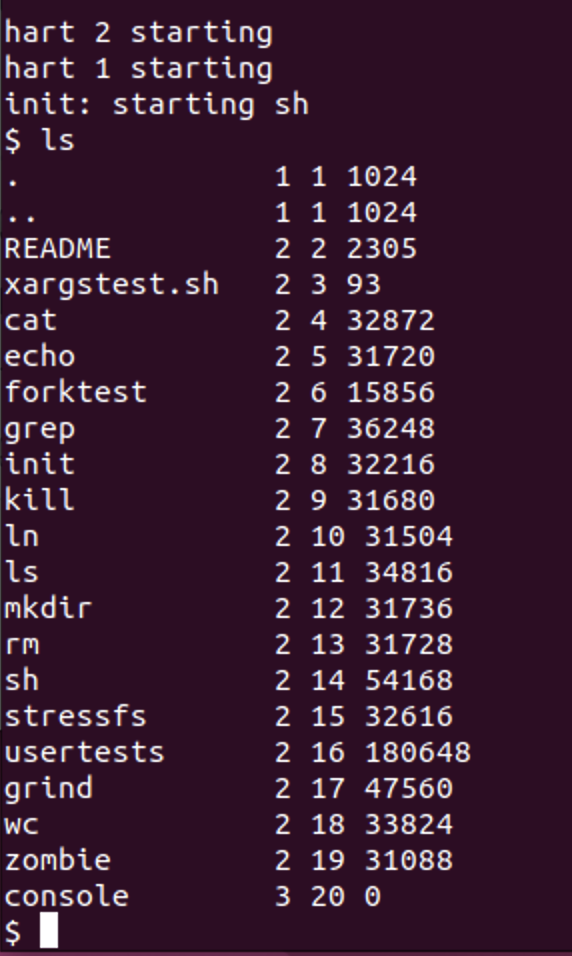 hart 2 starting
hart 1 starting
init: starting sh
$ ls
.              1 1 1024
..             1 1 1024
README         2 2 2305
xargstest.sh   2 3 93
cat            2 4 32872
echo           2 5 31720
forktest       2 6 15856
grep           2 7 36248
init           2 8 32216
kill           2 9 31680
ln             2 10 31504
ls             2 11 34816
mkdir          2 12 31736
rm             2 13 31728
sh             2 14 54168
stressfs       2 15 32616
usertests      2 16 180648
grind          2 17 47560
wc             2 18 33824
zombie         2 19 31088
console        3 20 0
$